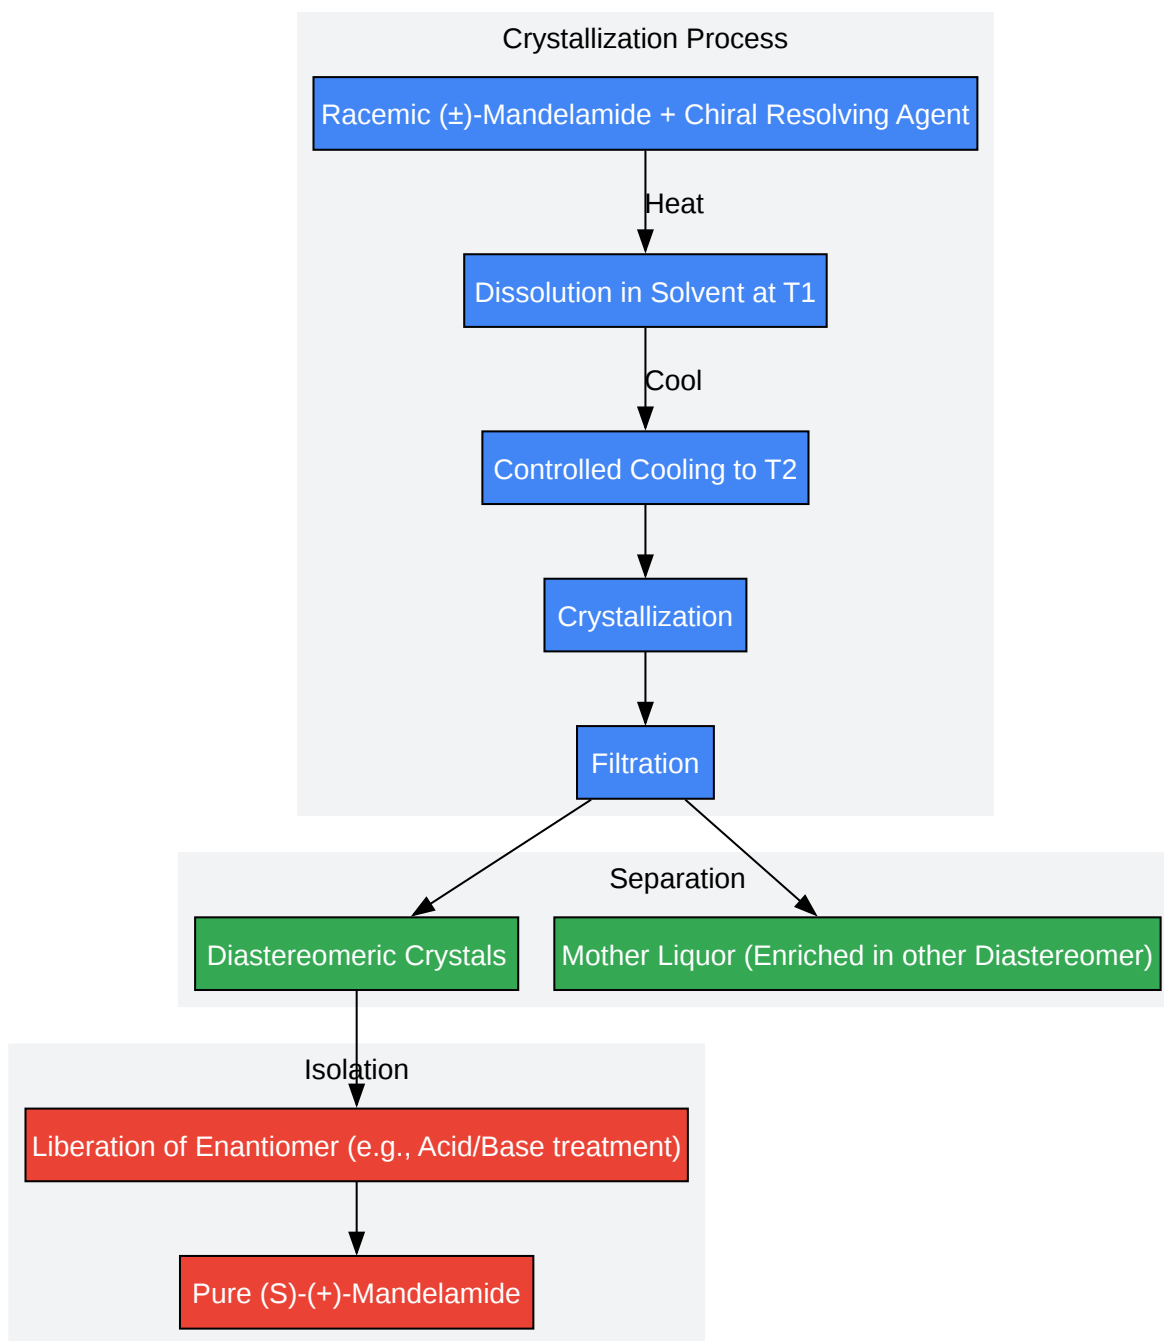 Crystallization Process
Racemic (±)-Mandelamide + Chiral Resolving Agent
Heat
Dissolution in Solvent at T1
Cool
Controlled Cooling to T2
Crystallization
Filtration
Separation
Diastereomeric Crystals
Mother Liquor (Enriched in other Diastereomer)
Isolation
Liberation of Enantiomer (e.g., Acid/Base treatment)
Pure (S)-(+)-Mandelamide